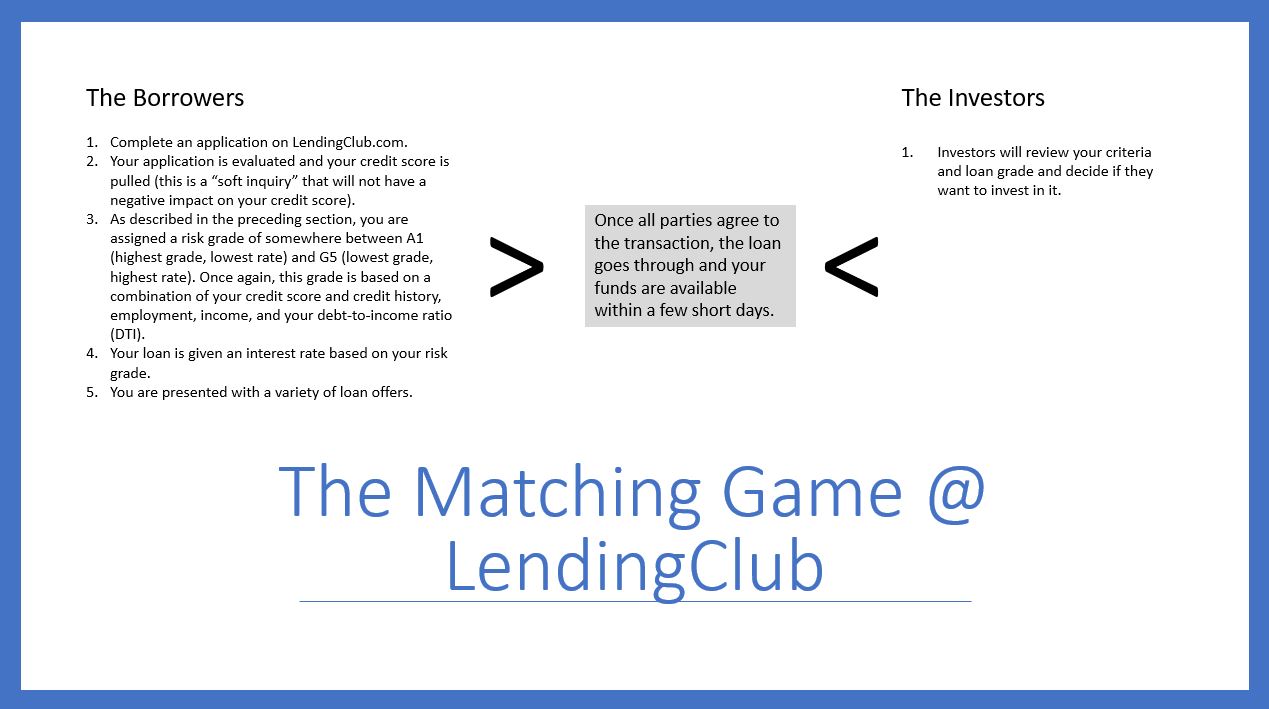 The Borrowers
1. Complete an application on LendingClub.com.
2. Your application is evaluated and your credit score is
pulled (this is a “soft inquiry” that will not have a
negative impact on your credit score).
3. As described in the preceding section, you are
assigned a risk grade of somewhere between A1
(highest grade, lowest rate) and G5 (lowest grade,
highest rate). Once again, this grade is based on a
combination of your credit score and credit history,
employment, income, and your debt-to-income ratio
(DTI).
4. Your loan is given an interest rate based on your risk
grade.
5. You are presented with a variety of loan offers.
>
Once all parties agree to
the transaction, the loan
goes through and your
funds are available
within a few short days.
<
The Investors
1. Investors will review your criteria
and loan grade and decide if they
want to invest in it.
The Matching Game @
LendingClub